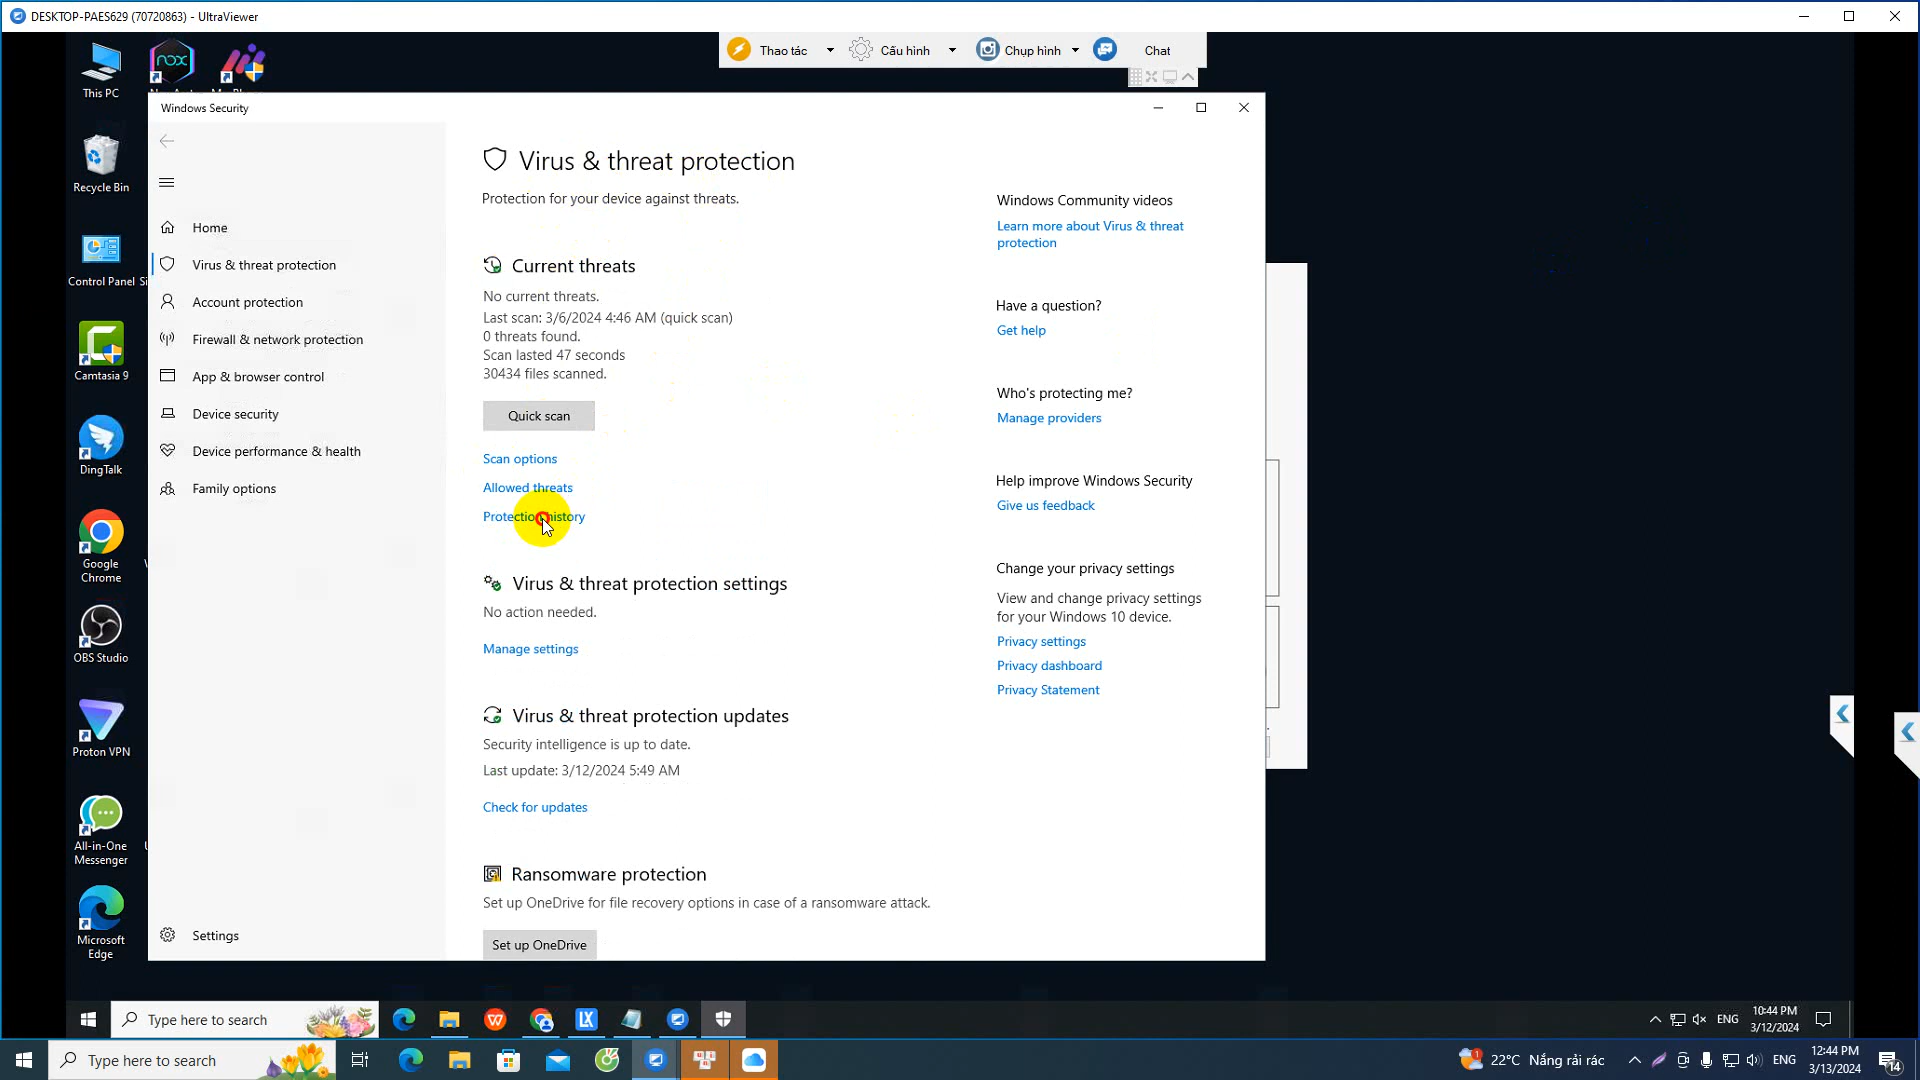 DESKTOP-PAES629 (70720863) - UltraViewer
Thao tác
Cấu hình
Chụp hình
Chat
This PC
Recycle Bin
Control Panel
Camtasia 9
DingTalk
Google
Chrome
OBS Studio
Proton VPN
All-in-One
Messenger
Microsoft
Edge
nox
Windows Security
Home
Virus & threat protection
Account protection
Firewall & network protection
App & browser control
Device security
Device performance & health
Family options
Settings
Virus & threat protection
Protection for your device against threats.
Current threats
No current threats.
Last scan: 3/6/2024 4:46 AM (quick scan)
0 threats found.
Scan lasted 47 seconds
30434 files scanned.
Quick scan
Scan options
Allowed threats
Protection history
Virus & threat protection settings
No action needed.
Manage settings
Virus & threat protection updates
Security intelligence is up to date.
Last update: 3/12/2024 5:49 AM
Check for updates
Ransomware protection
Set up OneDrive for file recovery options in case of a ransomware attack.
Set up OneDrive
Windows Community videos
Learn more about Virus & threat
protection
Have a question?
Get help
Who's protecting me?
Manage providers
Help improve Windows Security
Give us feedback
Change your privacy settings
View and change privacy settings
for your Windows 10 device.
Privacy settings
Privacy dashboard
Privacy Statement
Type here to search
LX
ENG
10:44 PM
3/12/2024
Type here to search
1
22°C Nắng rải rác
ENG
12:44 PM
3/13/2024
14